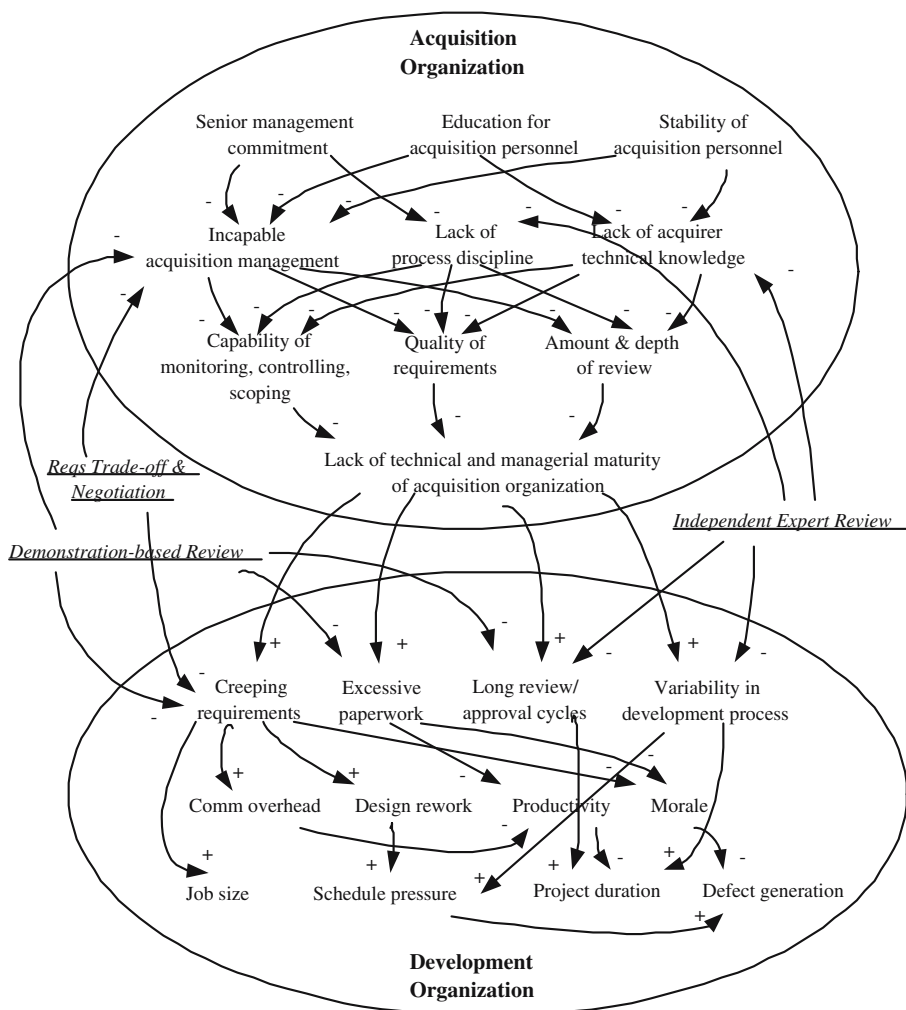 Acquisition
Organization
Senior management
commitment
Education for
acquisition personnel
Stability of
acquisition personnel
-
-
-
-
-
-
-
-
Incapable
acquisition management
Lack of
process discipline
Lack of acquirer
technical knowledge
-
-
-
-
-
-
-
-
-
-
-
Capability of
monitoring, controlling,
scoping
Quality of
requirements
Amount & depth
of review
-
-
-
Lack of technical and managerial maturity
of acquisition organization
Reqs Trade-off &
Negotiation
Independent Expert Review
Demonstration-based Review
+
-
+
-
+
-
+
-
-
-
Creeping
requirements
Excessive
paperwork
Long review/
approval cycles
Variability in
development process
+
+
-
-
-
Comm overhead
Design rework
Productivity
Morale
+
+
-
+
-
+
-
+
Job size
Schedule pressure
Project duration
Defect generation
+
Development
Organization